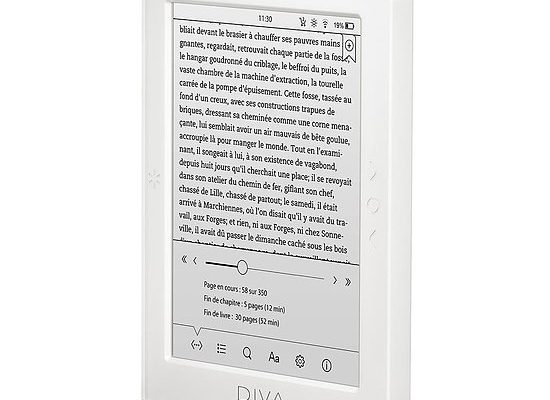 11:30 19%
bliait devant le brasier à chauffer ses pauvres mains
gnantes, regardait, retrouvait chaque partie de la fosse,
le hangar goudronné du criblage, le beffroi du puits, la
vaste chambre de la machine d'extraction, la tourelle
carrée de la pompe d'épuisement. Cette fosse, tassée au
fond d'un creux, avec ses constructions trapues de
briques, dressant sa cheminée comme une corne mena-
çante, lui semblait avoir un air mauvais de bête goulue,
accroupie là pour manger le monde. Tout en l'exami-
nant, il songeait à lui, à son existence de vagabond,
depuis huit jours qu'il cherchait une place; il se revoyait
dans son atelier du chemin de fer, giflant son chef,
chassé de Lille, chassé de partout; le samedi, il était
arrivé à Marchiennes, où l'on disait qu'il y avait du tra-
vail, aux Forges; et rien, ni aux Forges, ni chez Sonne-
ville, il avait dû passer le dimanche caché sous les bois
Page en cours : 58 sur 350
Fin de chapitre : 5 pages (12 min)
Fin de livre : 30 pages (52 min)
Aa
DIVA